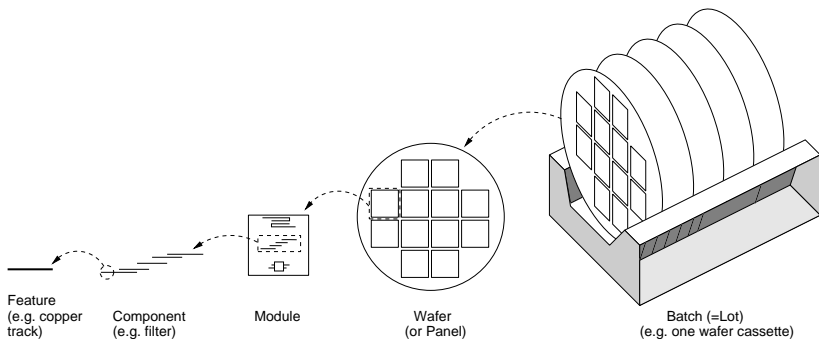 Feature
(e.g. copper
track)
Component
(e.g. filter)
Module
Wafer
(or Panel)
Batch (=Lot)
(e.g. one wafer cassette)